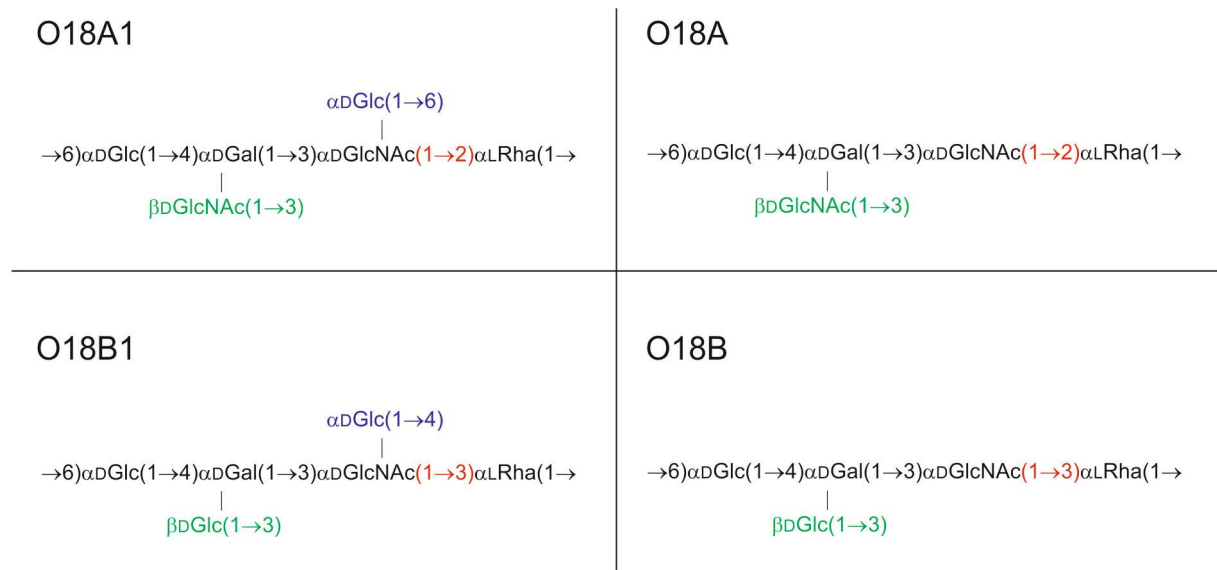 O18A1
αDGlc(1→6)
→6)αDGlc(1→4)αDGal(1→3)αDGlcNAc(1→2)αLRha(1→
βDGlcNAc(1→3)
O18A
→6)αDGlc(1→4)αDGal(1→3)αDGlcNAc(1→2)αLRha(1→
βDGlcNAc(1→3)
O18B1
αDGlc(1→4)
→6)αDGlc(1→4)αDGal(1→3)αDGlcNAc(1→3)αLRha(1→
βDGlc(1→3)
O18B
→6)αDGlc(1→4)αDGal(1→3)αDGlcNAc(1→3)αLRha(1→
βDGlc(1→3)